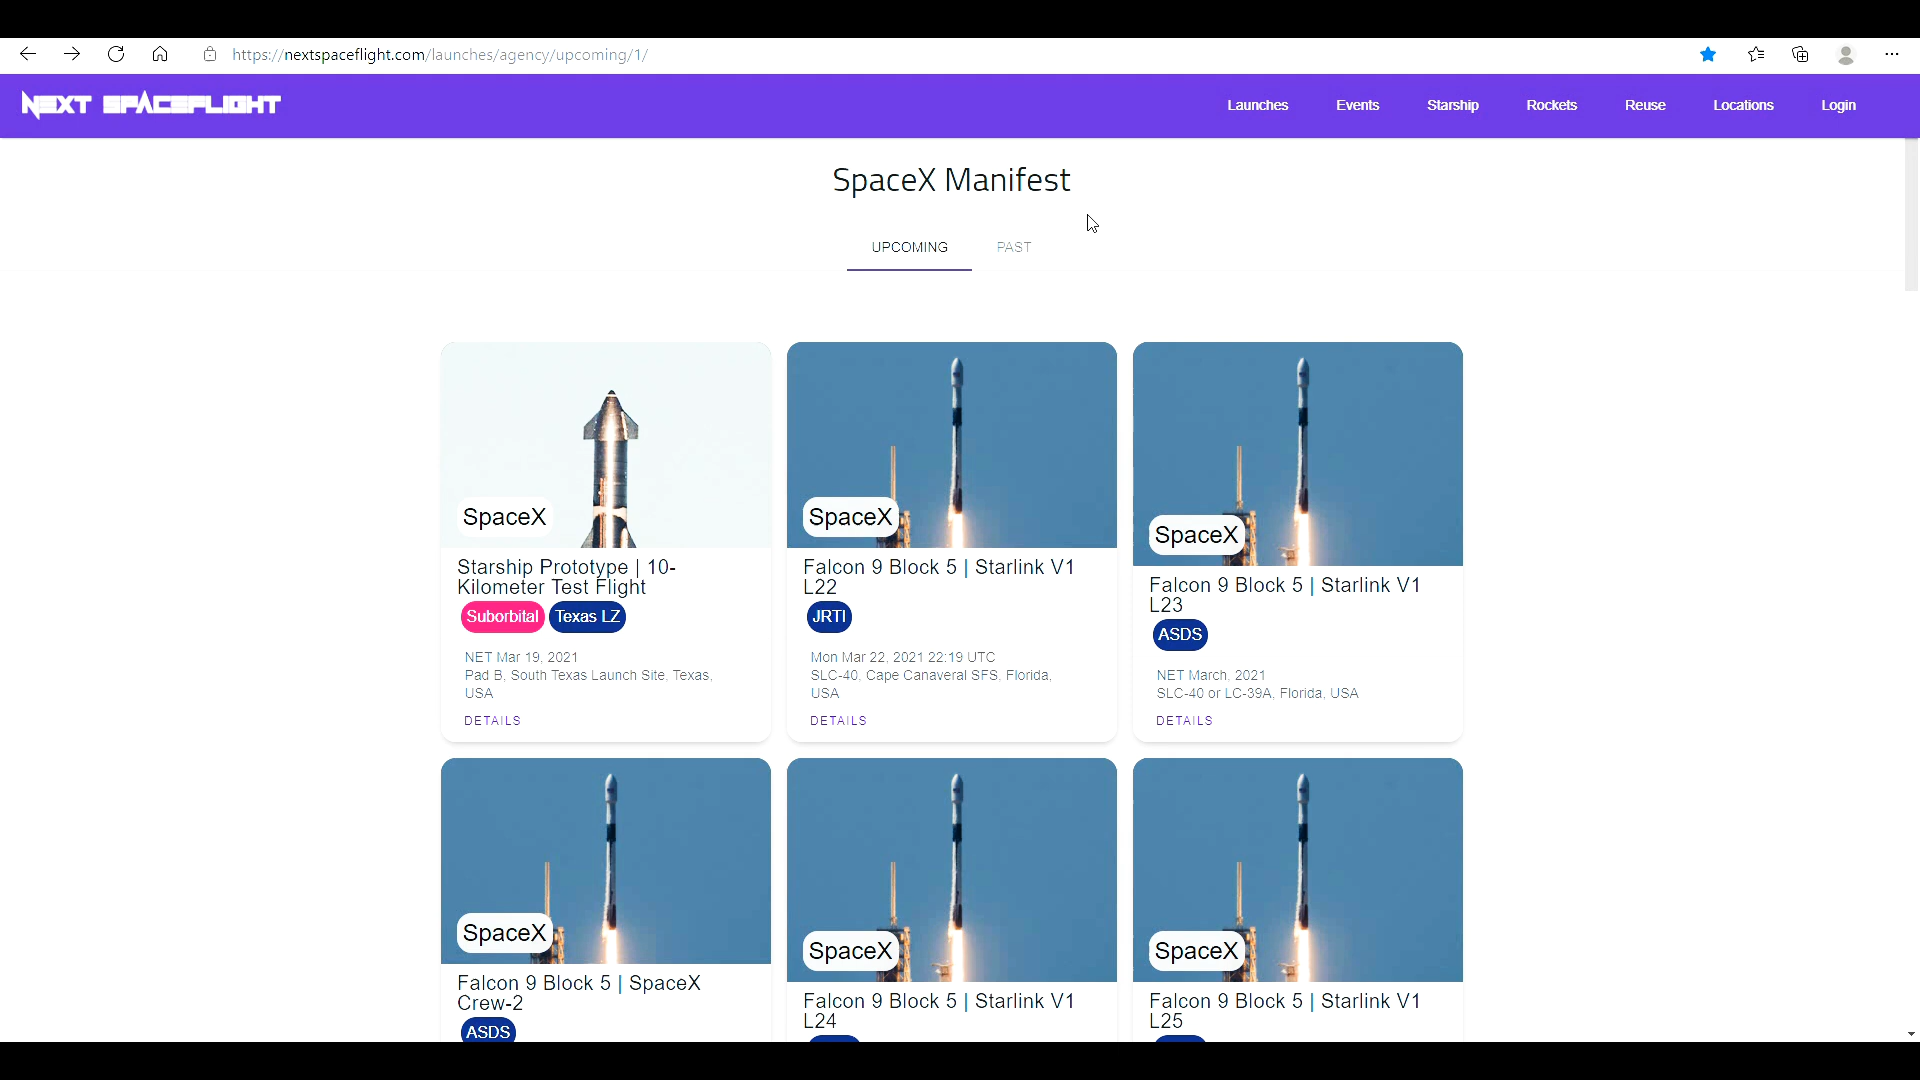 https://nextspaceflight.com/launches/agency/upcoming/1/
NEXT SPACEFLIGHT
Launches Events Starship Rockets Reuse Locations Login
SpaceX Manifest
UPCOMING PAST
SpaceX
Starship Prototype | 10-
Kilometer Test Flight
Suborbital Texas LZ
NET Mar 19, 2021
Pad B, South Texas Launch Site, Texas,
USA
DETAILS
SpaceX
Falcon 9 Block 5 | Starlink V1
L22
JRTI
Mon Mar 22, 2021 22:19 UTC
SLC-40, Cape Canaveral SFS, Florida,
USA
DETAILS
SpaceX
Falcon 9 Block 5 | Starlink V1
L23
ASDS
NET March, 2021
SLC-40 or LC-39A, Florida, USA
DETAILS
SpaceX
Falcon 9 Block 5 | SpaceX
Crew-2
ASDS
SpaceX
Falcon 9 Block 5 | Starlink V1
L24
SpaceX
Falcon 9 Block 5 | Starlink V1
L25